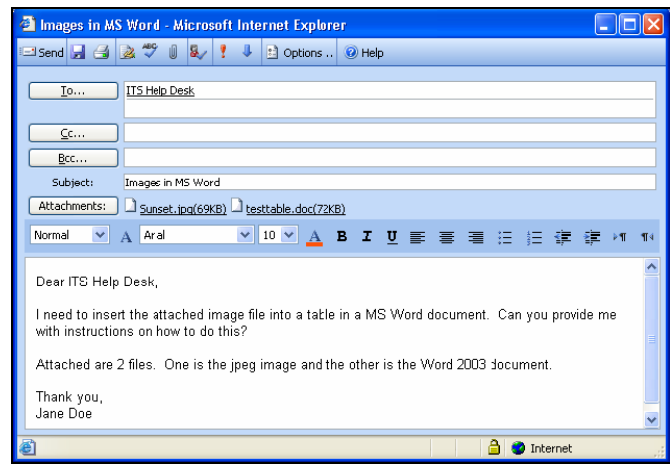 Images in MS Word - Microsoft Internet Explorer
Send Options .. Help
To... ITS Help Desk
Cc...
Bcc...
Subject: Images in MS Word
Attachments: Sunset.jpg(69KB) testtable.doc(72KB)
Normal A Arial 10 A B I U
Dear ITS Help Desk,
I need to insert the attached image file into a table in a MS Word document. Can you provide me
with instructions on how to do this?
Attached are 2 files. One is the jpeg image and the other is the Word 2003 document.
Thank you,
Jane Doe
Internet